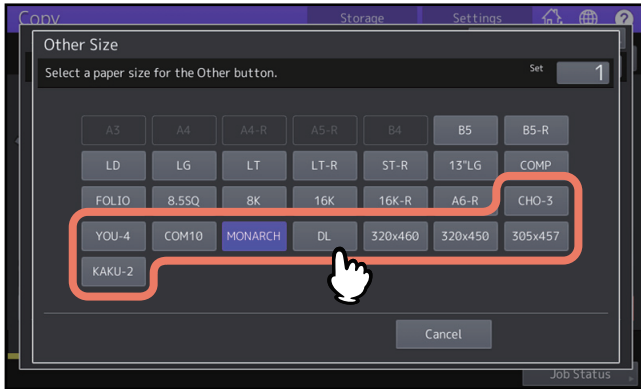 Copy Storage Settings
Other Size
Select a paper size for the Other button. Set 1
A3 A4 A4-R A5-R B4 B5 B5-R
LD LG LT LT-R ST-R 13"LG COMP
FOLIO 8.5SQ 8K 16K 16K-R A6-R CHO-3
YOU-4 COM10 MONARCH DL 320x460 320x450 305x457
KAKU-2
Cancel
Job Status